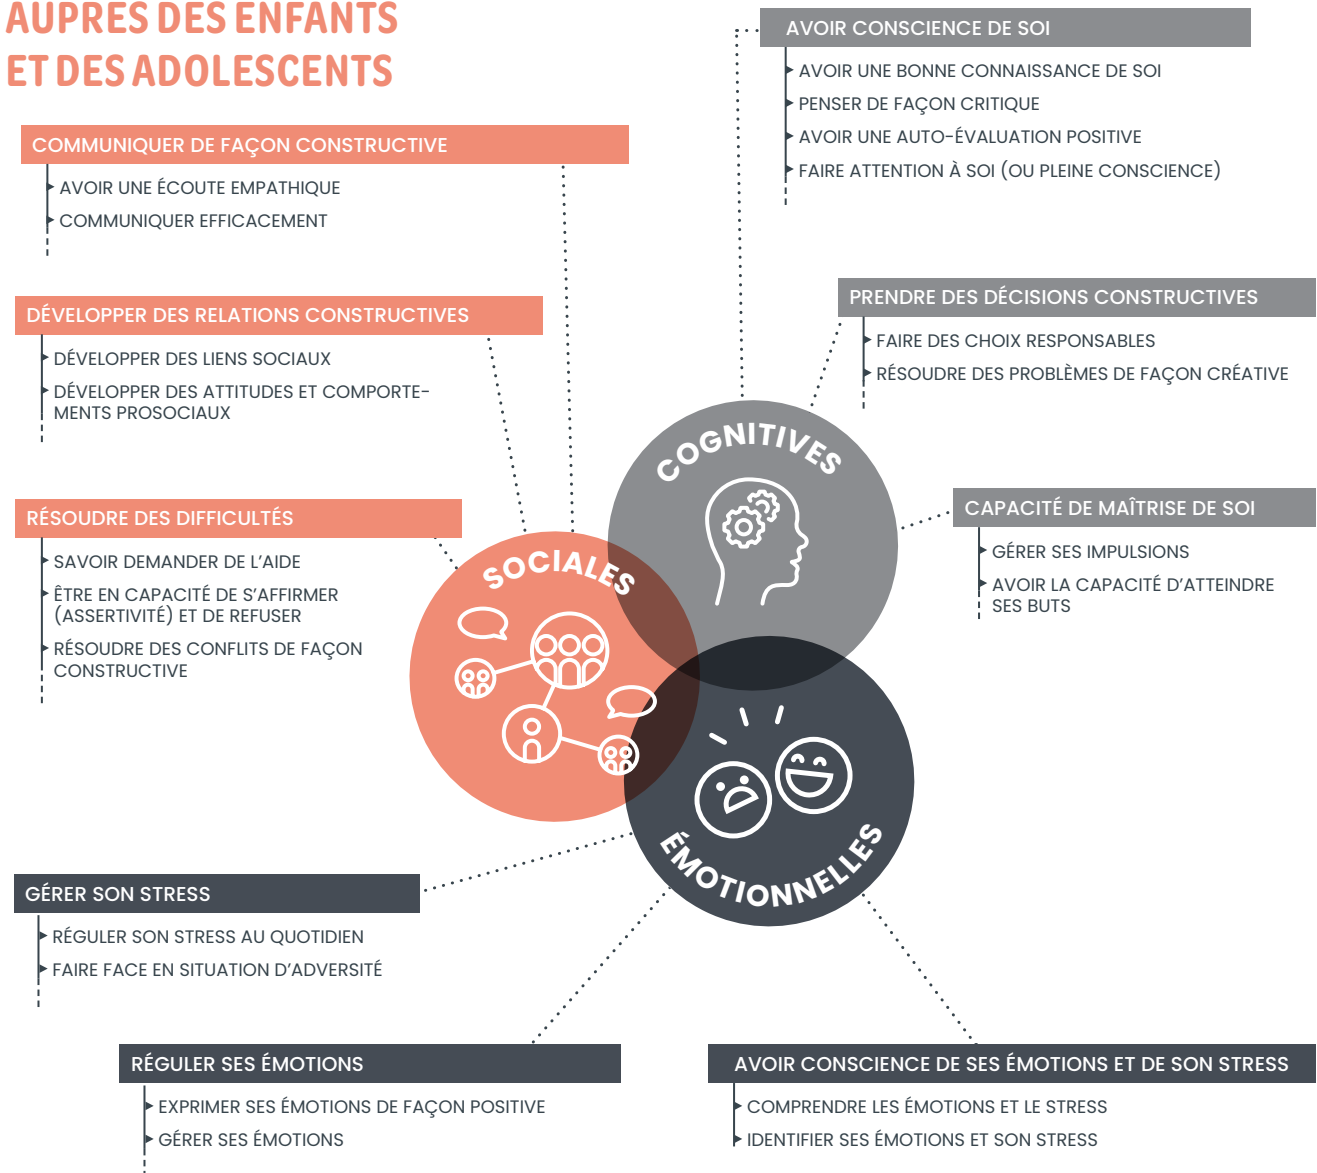 AUPRÈS DES ENFANTS
ET DES ADOLESCENTS
COMMUNIQUER DE FAÇON CONSTRUCTIVE
AVOIR UNE ÉCOUTE EMPATHIQUE
COMMUNIQUER EFFICACEMENT
DÉVELOPPER DES RELATIONS CONSTRUCTIVES
DÉVELOPPER DES LIENS SOCIAUX
DÉVELOPPER DES ATTITUDES ET COMPORTE-
MENTS PROSOCIAUX
RÉSOUDRE DES DIFFICULTÉS
SAVOIR DEMANDER DE L’AIDE
ÊTRE EN CAPACITÉ DE S’AFFIRMER
(ASSERTIVITÉ) ET DE REFUSER
RÉSOUDRE DES CONFLITS DE FAÇON
CONSTRUCTIVE
AVOIR CONSCIENCE DE SOI
AVOIR UNE BONNE CONNAISSANCE DE SOI
PENSER DE FAÇON CRITIQUE
AVOIR UNE AUTO-ÉVALUATION POSITIVE
FAIRE ATTENTION À SOI (OU PLEINE CONSCIENCE)
PRENDRE DES DÉCISIONS CONSTRUCTIVES
FAIRE DES CHOIX RESPONSABLES
RÉSOUDRE DES PROBLÈMES DE FAÇON CRÉATIVE
CAPACITÉ DE MAÎTRISE DE SOI
GÉRER SES IMPULSIONS
AVOIR LA CAPACITÉ D’ATTEINDRE
SES BUTS
COGNITIVES
SOCIALES
ÉMOTIONNELLES
GÉRER SON STRESS
RÉGULER SON STRESS AU QUOTIDIEN
FAIRE FACE EN SITUATION D’ADVERSITÉ
RÉGULER SES ÉMOTIONS
EXPRIMER SES ÉMOTIONS DE FAÇON POSITIVE
GÉRER SES ÉMOTIONS
AVOIR CONSCIENCE DE SES ÉMOTIONS ET DE SON STRESS
COMPRENDRE LES ÉMOTIONS ET LE STRESS
IDENTIFIER SES ÉMOTIONS ET SON STRESS